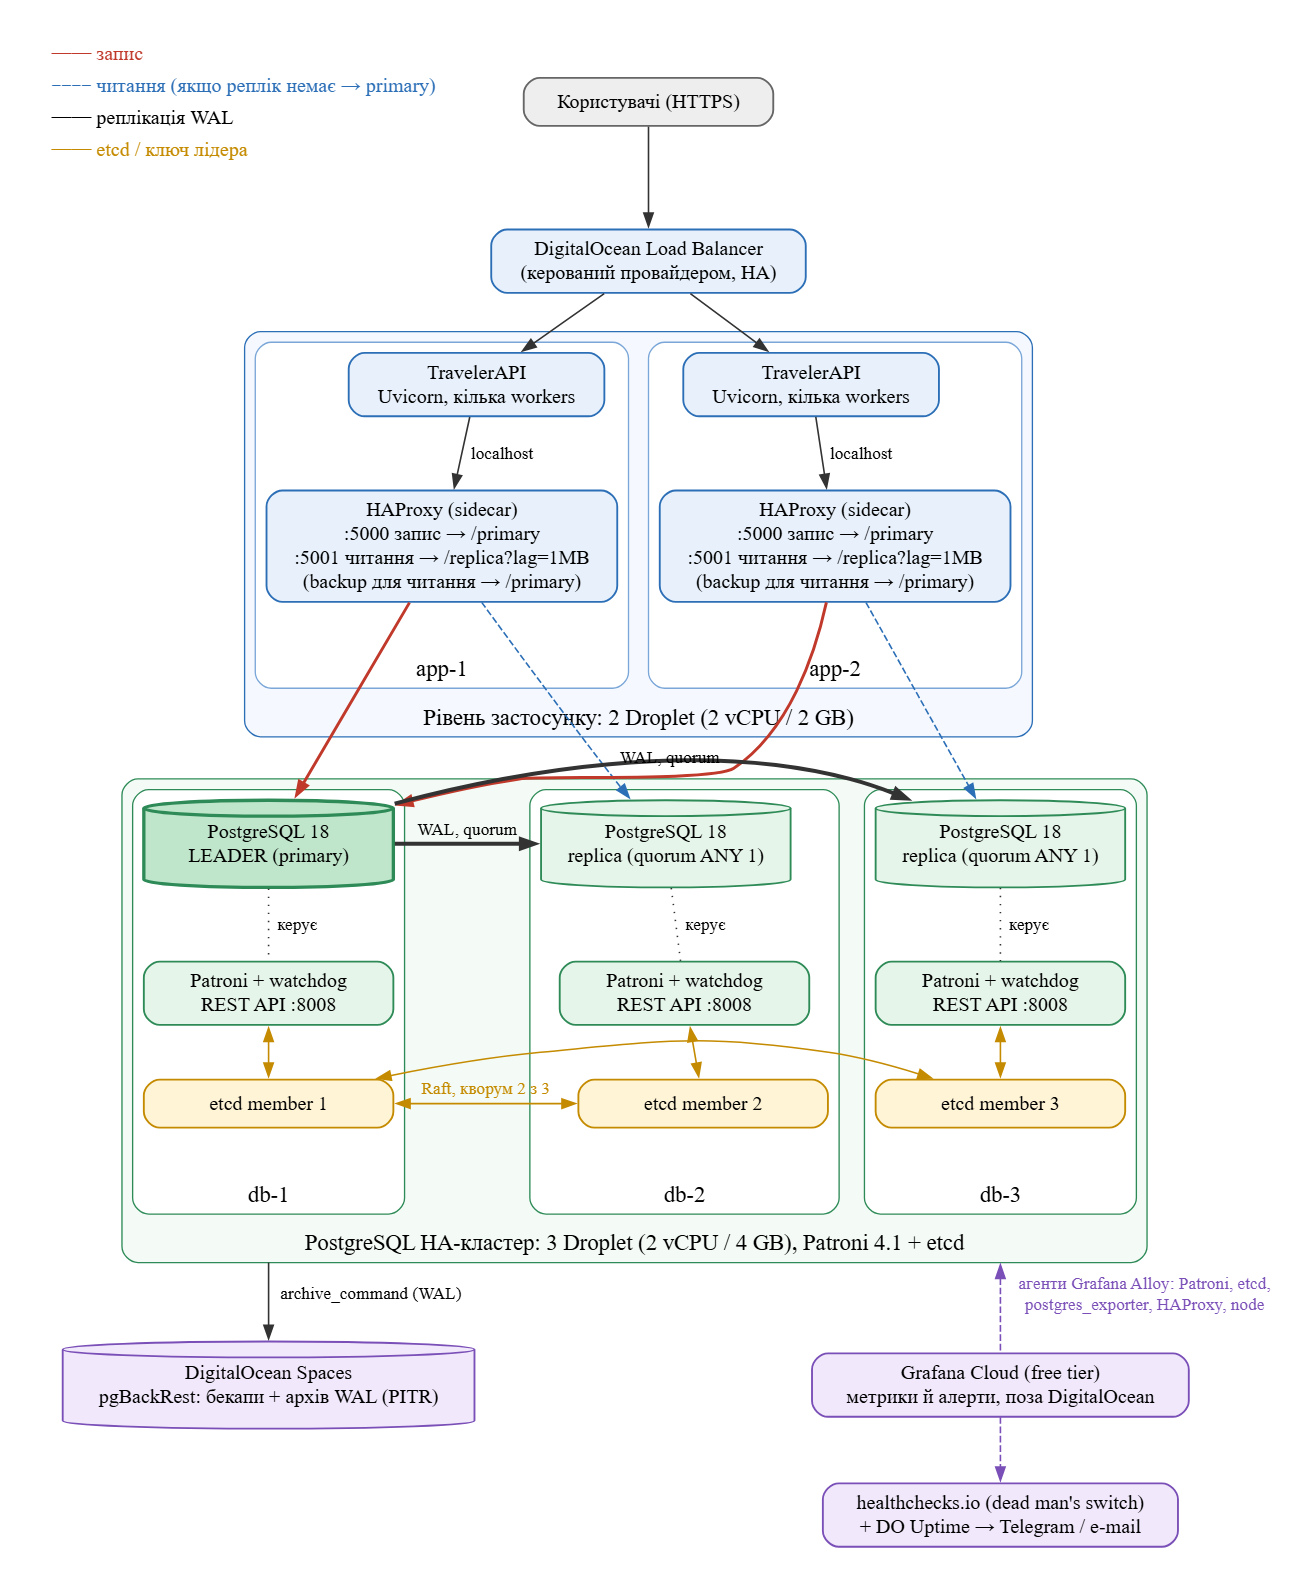 запис
читання (якщо реплік немає → primary)
реплікація WAL
etcd / ключ лідера
Користувачі (HTTPS)
DigitalOcean Load Balancer
(керований провайдером, HA)
TravelerAPI
Uvicorn, кілька workers
TravelerAPI
Uvicorn, кілька workers
localhost
localhost
HAProxy (sidecar)
:5000 запис → /primary
:5001 читання → /replica?lag=1MB
(backup для читання → /primary)
HAProxy (sidecar)
:5000 запис → /primary
:5001 читання → /replica?lag=1MB
(backup для читання → /primary)
app-1
app-2
Рівень застосунку: 2 Droplet (2 vCPU / 2 GB)
WAL, quorum
PostgreSQL 18
LEADER (primary)
WAL, quorum
PostgreSQL 18
replica (quorum ANY 1)
PostgreSQL 18
replica (quorum ANY 1)
керує
керує
керує
Patroni + watchdog
REST API :8008
Patroni + watchdog
REST API :8008
Patroni + watchdog
REST API :8008
etcd member 1
Raft, кворум 2 з 3
etcd member 2
etcd member 3
db-1
db-2
db-3
PostgreSQL HA-кластер: 3 Droplet (2 vCPU / 4 GB), Patroni 4.1 + etcd
archive_command (WAL)
агенти Grafana Alloy: Patroni, etcd,
postgres_exporter, HAProxy, node
DigitalOcean Spaces
pgBackRest: бекапи + архів WAL (PITR)
Grafana Cloud (free tier)
метрики й алерти, поза DigitalOcean
healthchecks.io (dead man's switch)
+ DO Uptime → Telegram / e-mail